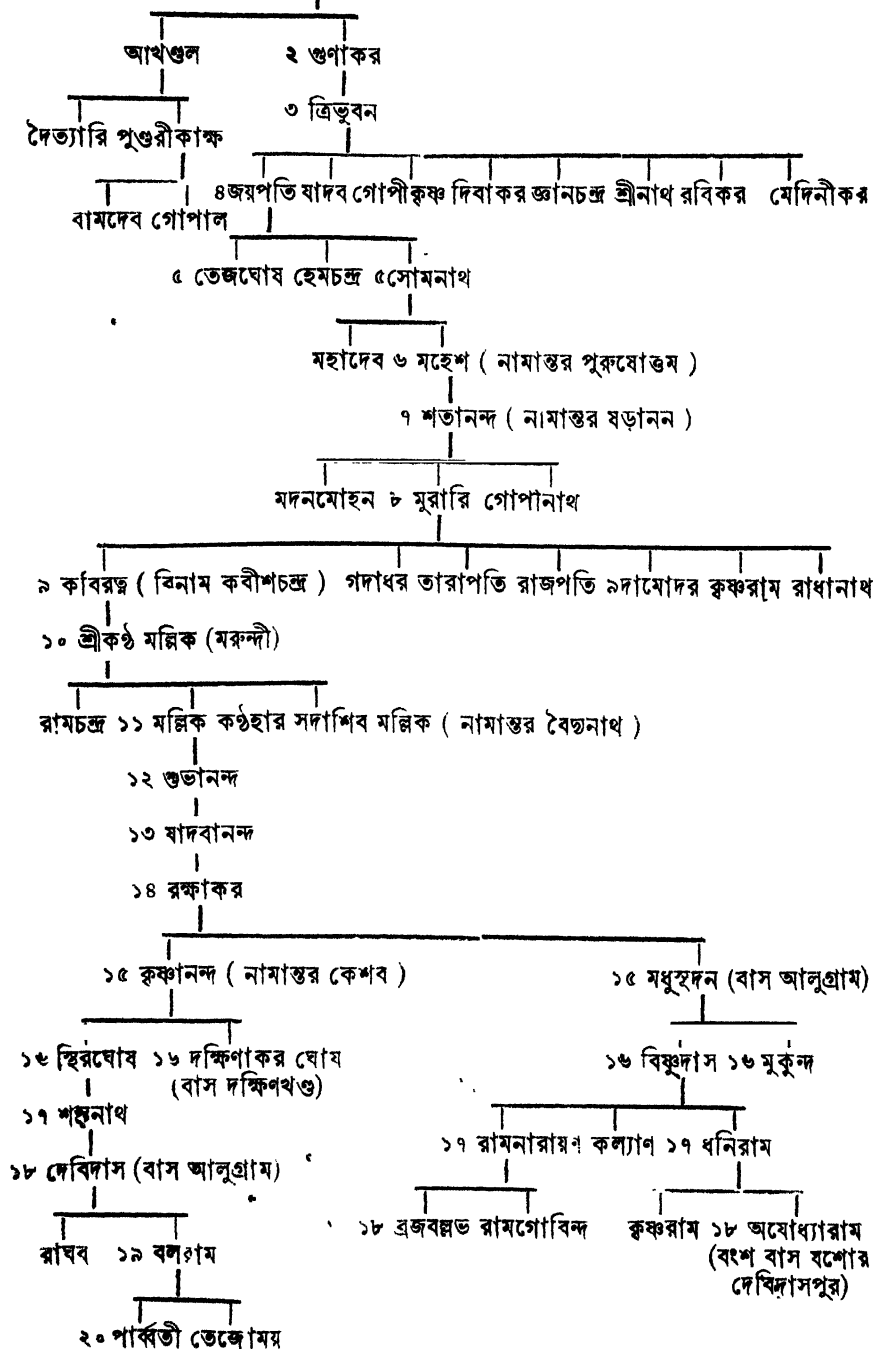 আখণ্ডল ২ গুণাকর
৩ ত্রিভুবন
দৈত্যারি পুণ্ডরীকাক্ষ
৪জয়পতি যাদব গোপীকৃষ্ণ দিবাকর জ্ঞানচন্দ্র শ্রীনাথ রবিকর মেদিনীকর
বামদেব গোপাল
৫ তেজঘোষ হেমচন্দ্র ৫সোমনাথ
মহাদেব ৬ মহেশ ( নামান্তর পুরুষোত্তম )
৭ শতানন্দ ( নামান্তর ষড়ানন )
মদনমোহন ৮ মুরারি গোপীনাথ
৯ কবিরত্ন ( বিনাম কবীশচন্দ্র ) গদাধর তারাপতি রাজপতি ৯দামোদর কৃষ্ণরাম রাধানাথ
১০ শ্রীকণ্ঠ মল্লিক (মরুন্দী)
রামচন্দ্র ১১ মল্লিক কণ্ঠহার সদাশিব মল্লিক ( নামান্তর বৈদ্যনাথ )
১২ শুভানন্দ
১৩ যাদবানন্দ
১৪ রক্ষাকর
১৫ কৃষ্ণানন্দ ( নামান্তর কেশব ) ১৫ মধুসূদন (বাস আলুগ্রাম)
১৬ স্থিরঘোষ ১৬ দক্ষিণাকর ঘোষ ১৬ বিষ্ণুদাস ১৬ মুকুন্দ
(বাস দক্ষিণখণ্ড)
১৭ শম্ভুনাথ
১৭ রামনারায়ণ কল্যাণ ১৭ ধনিরাম
১৮ দেবিদাস (বাস আলুগ্রাম)
১৮ ব্রজবল্লভ রামগোবিন্দ কৃষ্ণরাম ১৮ অযোধ্যারাম
রাঘব ১৯ বলরাম (বংশ বাস যশোর
দেবিদাসপুর)
২০ পার্ব্বতী তেজোময়